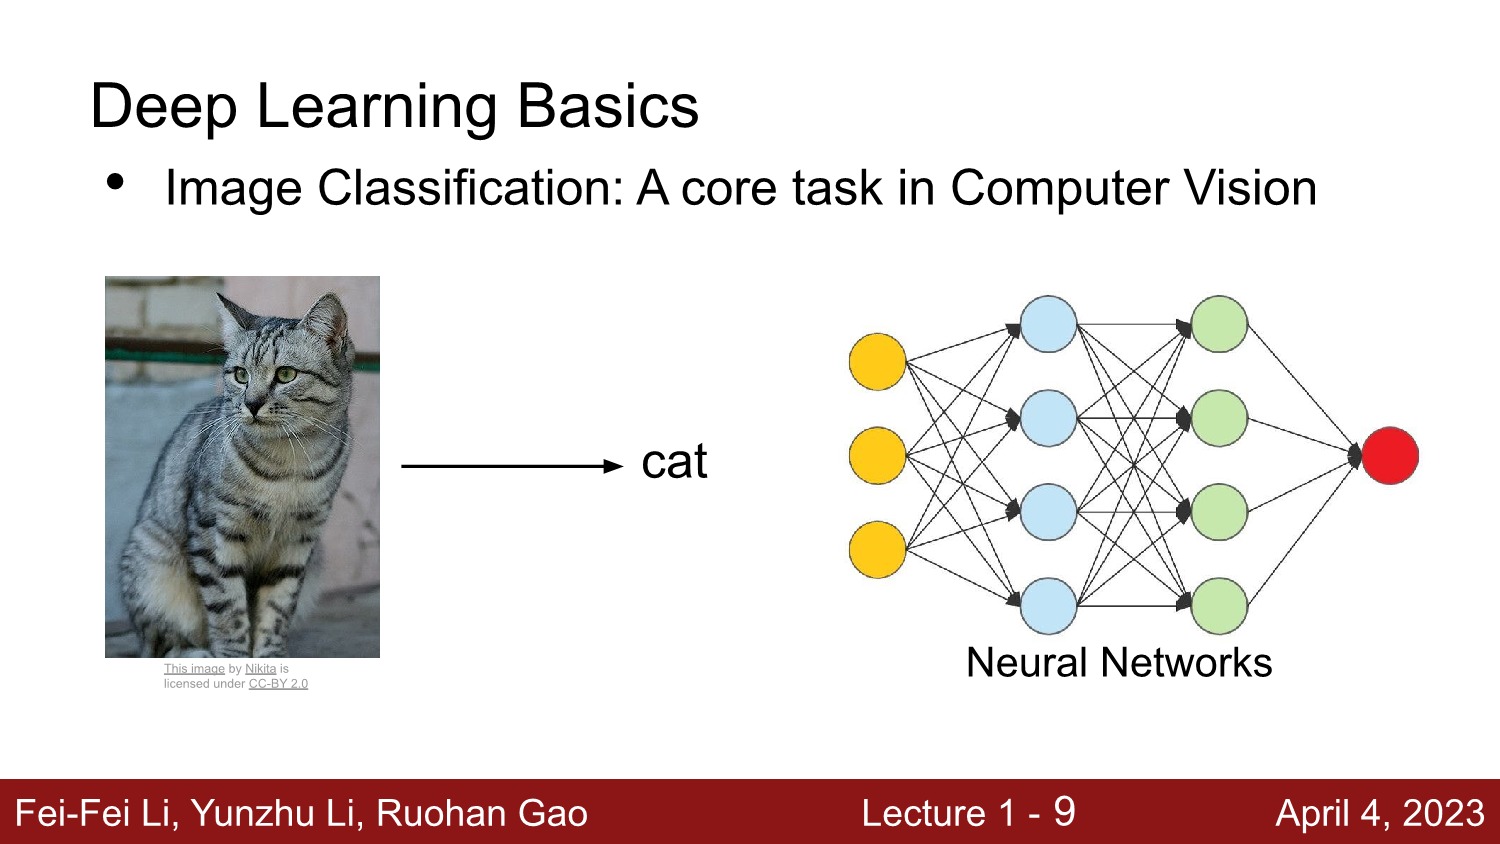 Deep Learning Basics
• Image Classification: A core task in Computer Vision
cat
This image by Nikita is
licensed under CC-BY 2.0
Neural Networks
Fei-Fei Li, Yunzhu Li, Ruohan Gao
Lecture 1 - 9
April 4, 2023